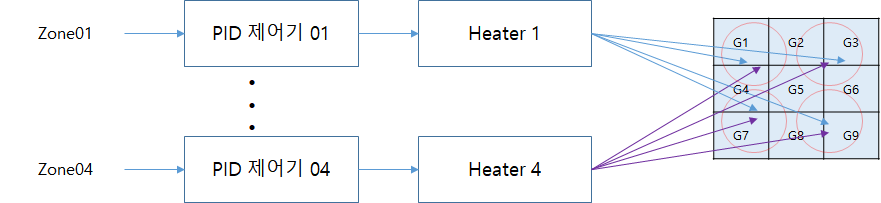 Zone01
PID 제어기 01
Heater 1
G1 G2 G3
G4 G5 G6
G7 G8 G9
Zone04
PID 제어기 04
Heater 4